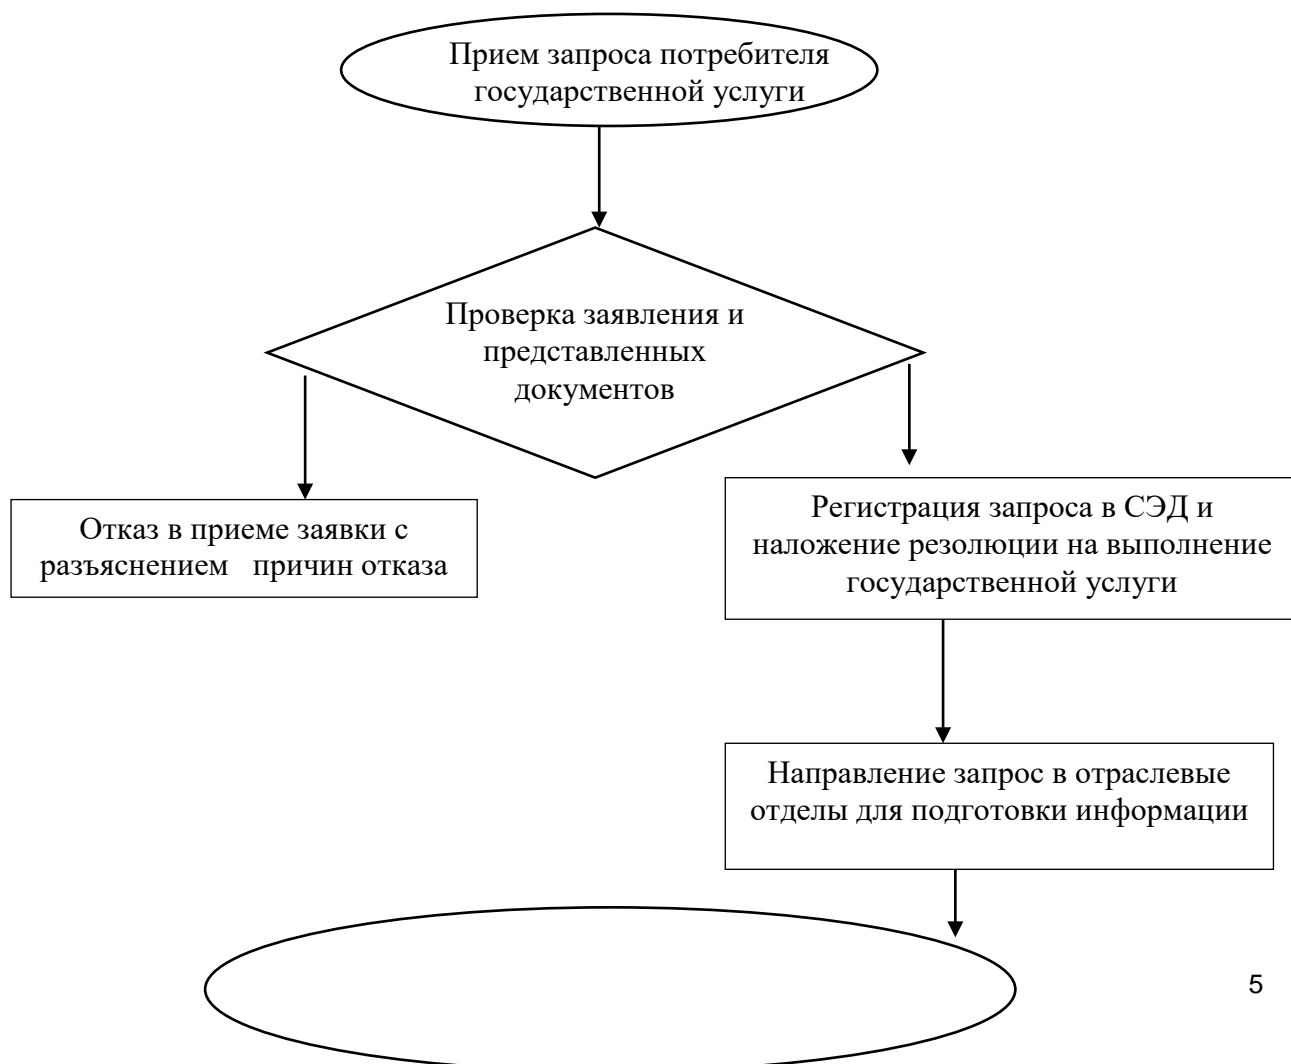 Прием запроса потребителя
государственной услуги
Проверка заявления и
представленных
документов
Отказ в приеме заявки с
разъяснением   причин отказа
Регистрация запроса в СЭД и
наложение резолюции на выполнение
государственной услуги
Направление запрос в отраслевые
отделы для подготовки информации
5